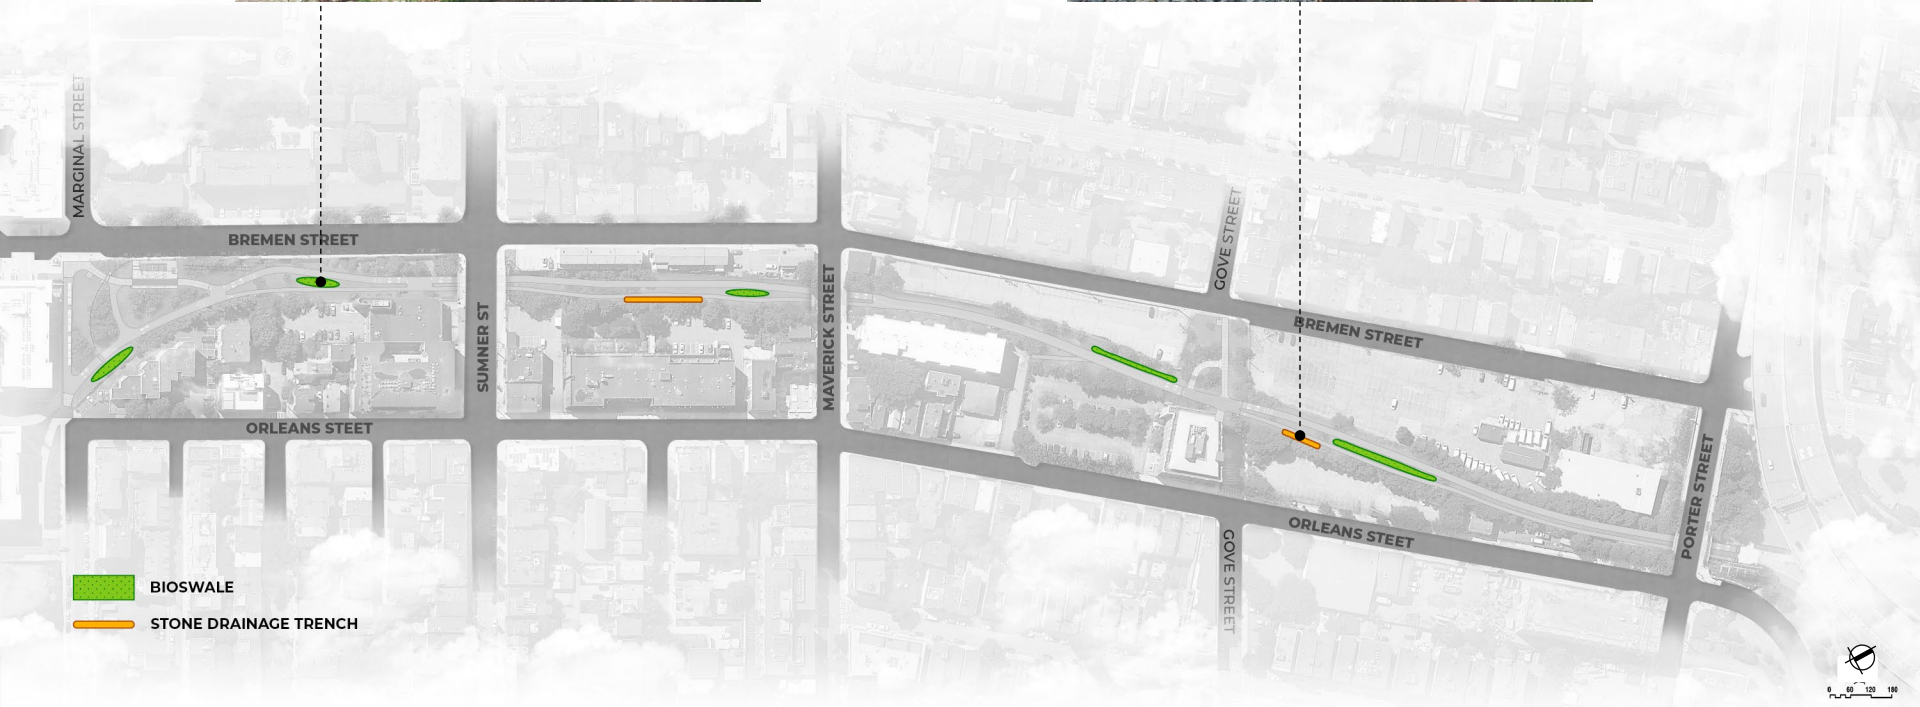 MARGINAL STREET
BREMEN STREET
SUMNER ST
MAVERICK STREET
GOVE STREET
BREMEN STREET
ORLEANS STEET
ORLEANS STEET
GOVE STREET
PORTER STREET
BIOSWALE
STONE DRAINAGE TRENCH
0 60 120 180